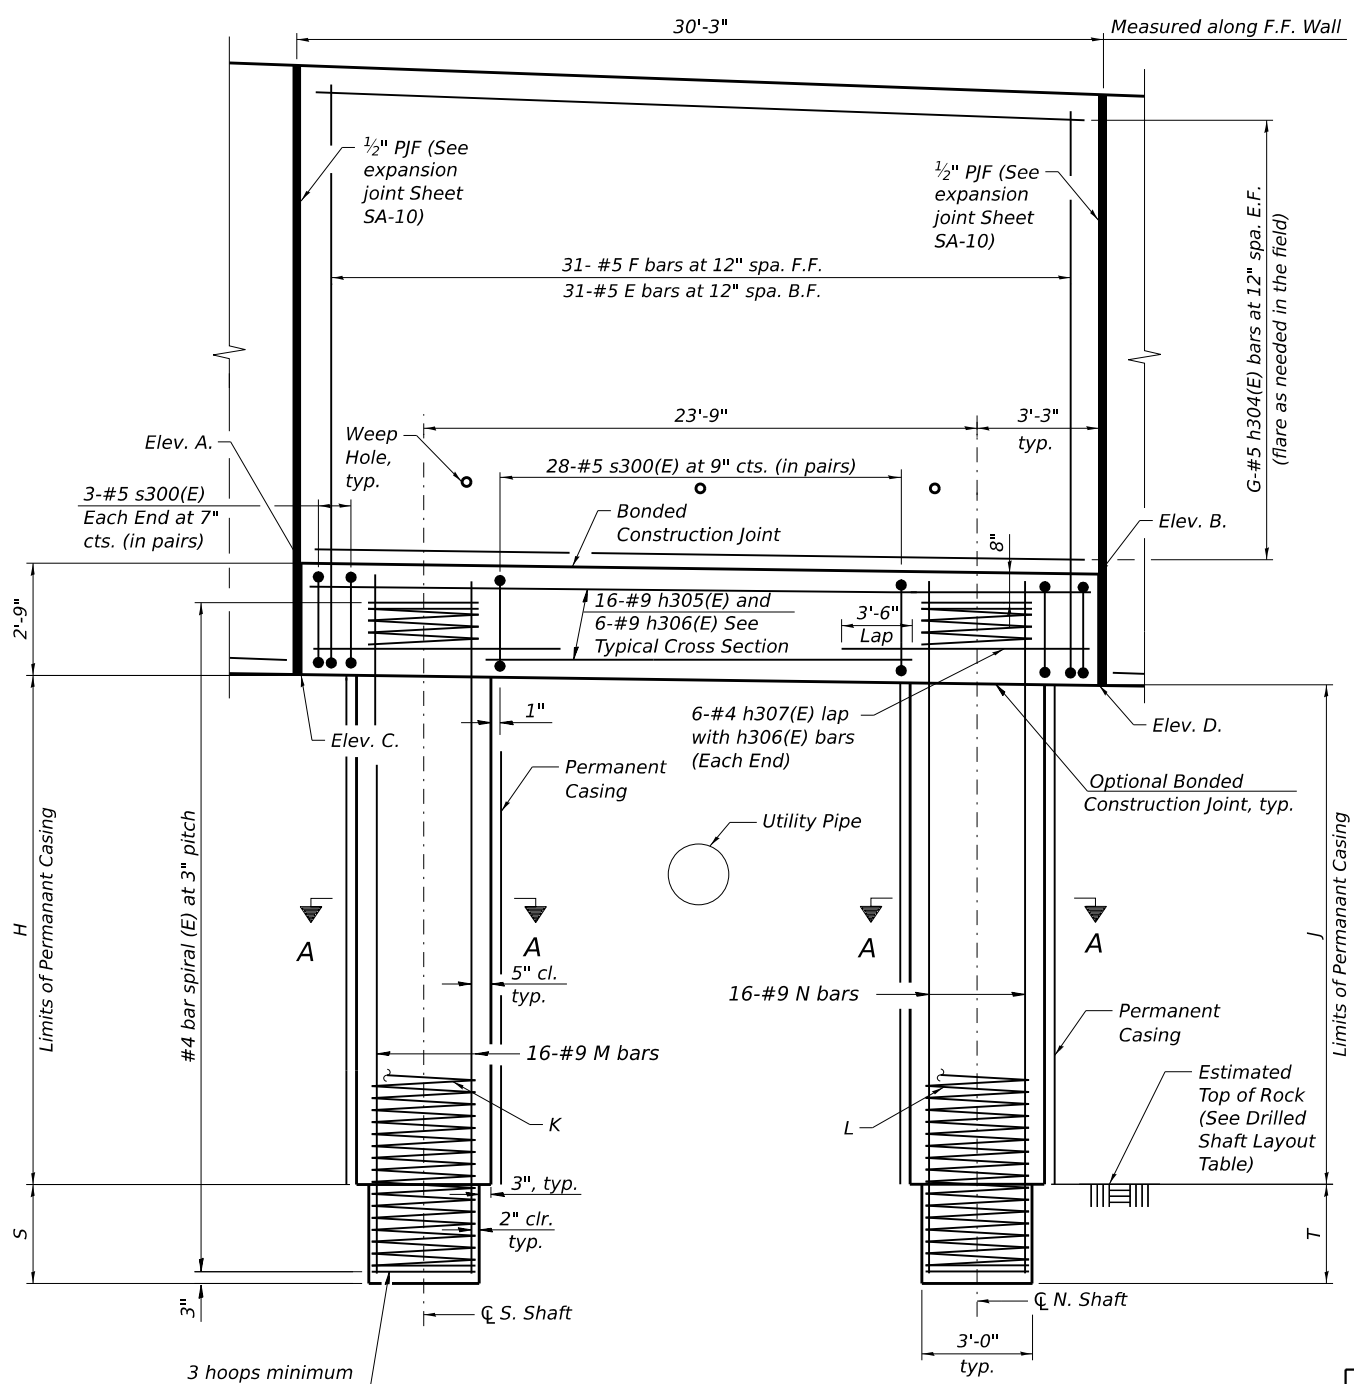 30'-3"
Measured along F.F. Wall
½" PJF (See
expansion
joint Sheet
SA-10)
½" PJF (See
expansion
joint Sheet
SA-10)
31- #5 F bars at 12" spa. F.F.
31-#5 E bars at 12" spa. B.F.
G-#5 h304(E) bars at 12" spa. E.F.
(flare as needed in the field)
23'-9"
3'-3"
typ.
Elev. A.
Weep
Hole,
typ.
28-#5 s300(E) at 9" cts. (in pairs)
3-#5 s300(E)
Each End at 7"
cts. (in pairs)
Bonded
Construction Joint
8"
Elev. B.
2'-9"
16-#9 h305(E) and
6-#9 h306(E) See
Typical Cross Section
3'-6"
Lap
1"
6-#4 h307(E) lap
with h306(E) bars
(Each End)
Elev. C.
Elev. D.
Permanent
Casing
Optional Bonded
Construction Joint, typ.
Utility Pipe
H
Limits of Permanant Casing
#4 bar spiral (E) at 3" pitch
J
Limits of Permanant Casing
A
A
A
A
5" cl.
typ.
16-#9 N bars
Permanent
Casing
16-#9 M bars
Estimated
Top of Rock
(See Drilled
Shaft Layout
Table)
K
L
3", typ.
2" clr.
typ.
S
T
3"
℄ S. Shaft
℄ N. Shaft
3'-0"
typ.
3 hoops minimum